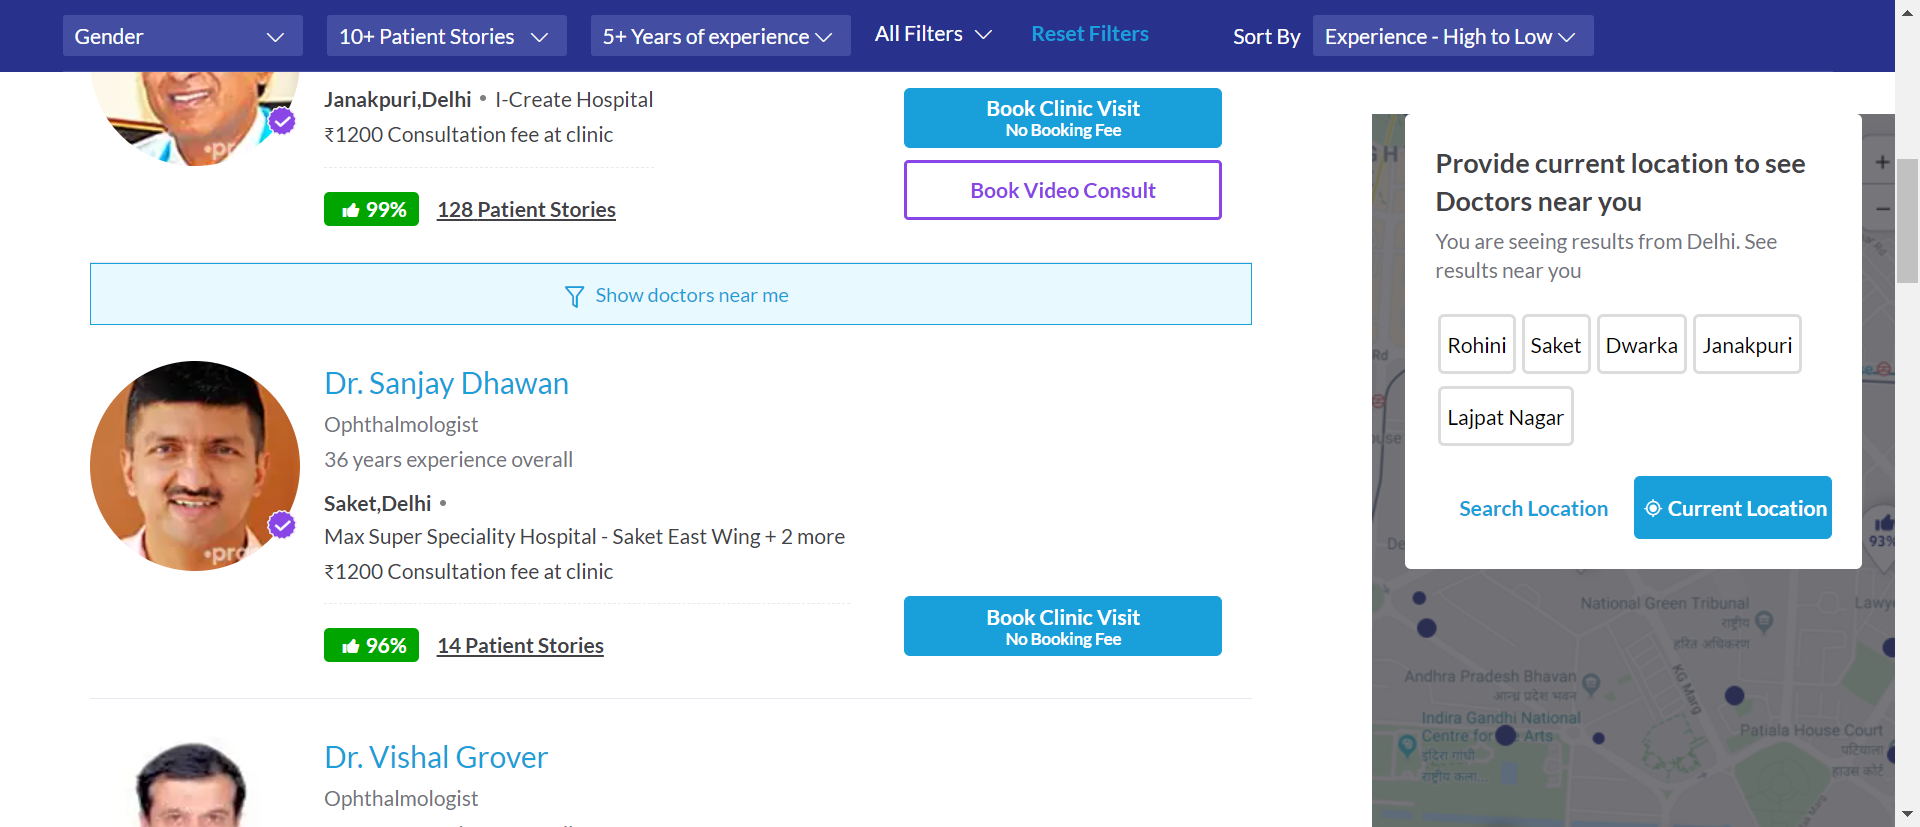 Gender
10+ Patient Stories
5+ Years of experience
All Filters
Reset Filters
Sort By
Experience - High to Low
Janakpuri,Delhi • I-Create Hospital
₹1200 Consultation fee at clinic
99%
128 Patient Stories
Book Clinic Visit
No Booking Fee
Book Video Consult
Show doctors near me
Dr. Sanjay Dhawan
Ophthalmologist
36 years experience overall
Saket,Delhi •
Max Super Speciality Hospital - Saket East Wing + 2 more
₹1200 Consultation fee at clinic
96%
14 Patient Stories
Book Clinic Visit
No Booking Fee
Dr. Vishal Grover
Ophthalmologist
Provide current location to see
Doctors near you
You are seeing results from Delhi. See
results near you
Rohini
Saket
Dwarka
Janakpuri
Lajpat Nagar
Search Location
Current Location
93%
National Green Tribunal
राष्ट्रीय
हरित अधिकरण
KG Marg
Andhra Pradesh Bhavan
आन्ध्र प्रदेश भवन
Indira Gandhi National
Centre for Arts
इंदिरा गांधी
राष्ट्रीय कला...
Patiala House Court
पटियाला
हाउस कोर्ट